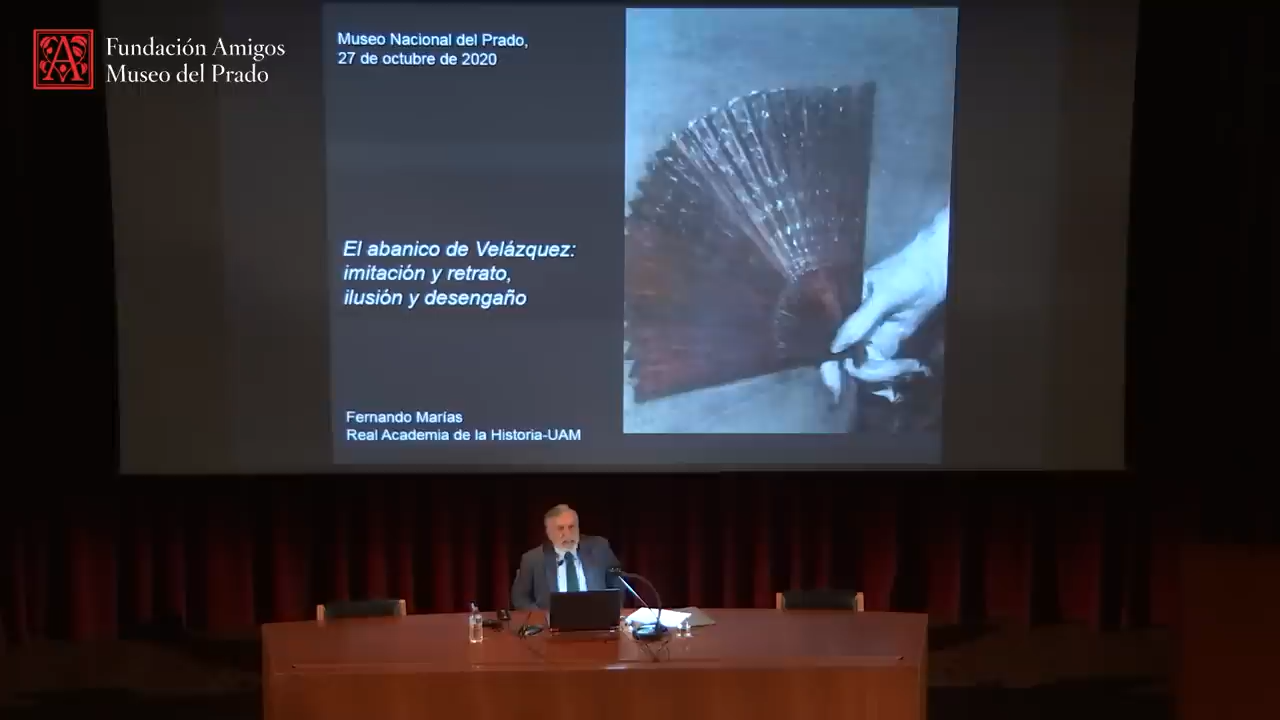 Fundación Amigos
Museo del Prado
Museo Nacional del Prado,
27 de octubre de 2020
El abanico de Velázquez:
imitación y retrato,
ilusión y desengaño
Fernando Marías
Real Academia de la Historia-UAM